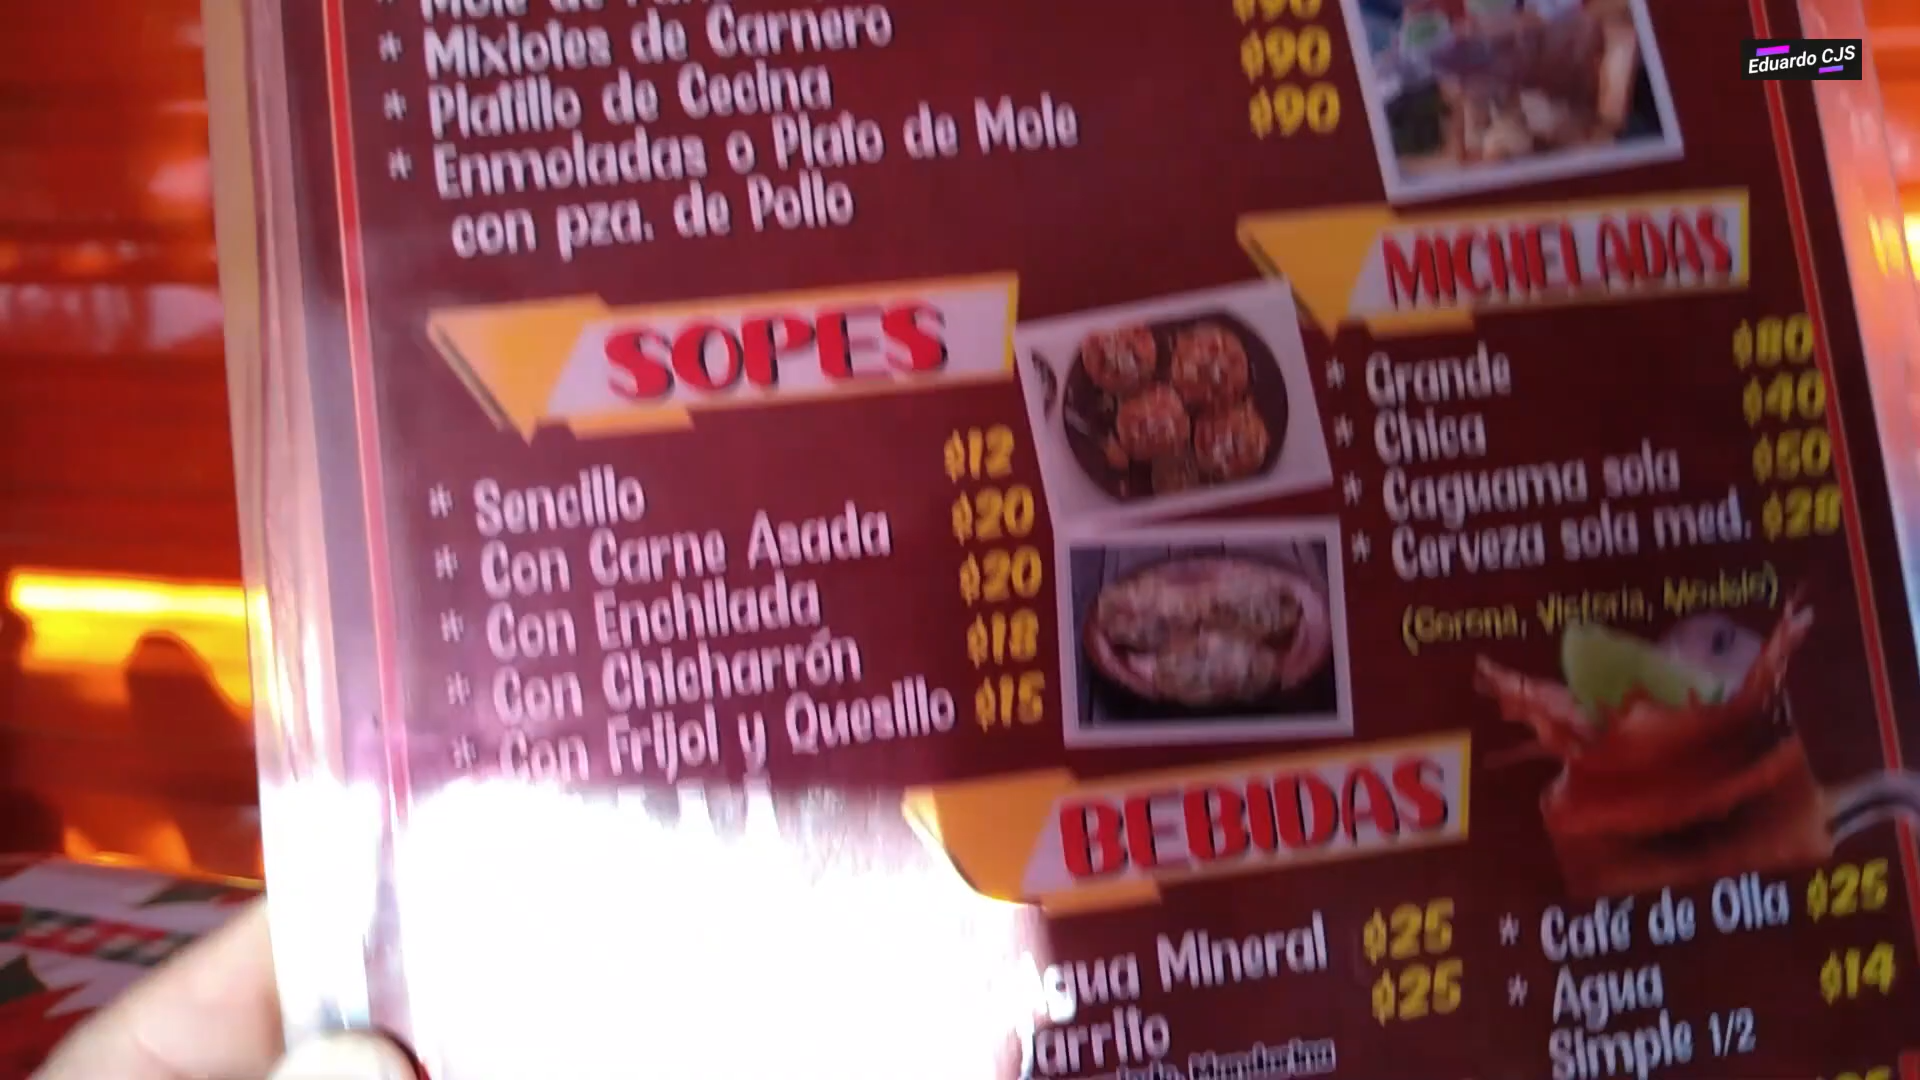 Eduardo CJS
* Mixiotes de Carnero $90
* Platillo de Cecina $90
* Enmoladas o Plato de Mole $90
con pza. de Pollo
SOPES
* Sencillo $12
* Con Carne Asada $20
* Con Enchilada $20
* Con Chicharrón $18
* Con Frijol y Quesillo $15
MICHELADAS
* Grande $80
* Chica $40
* Caguama sola $50
* Cerveza sola med. $28
(Corona, Victoria, Modelo)
BEBIDAS
Mineral $25
$25
* Café de Olla $25
* Agua $14
Simple 1/2